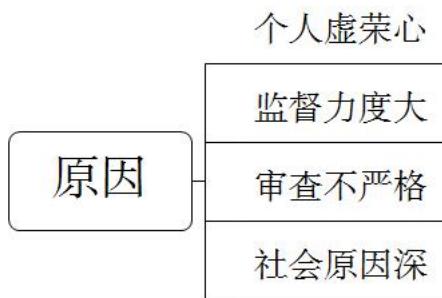 原因
个人虚荣心
监督力度大
审查不严格
社会原因深